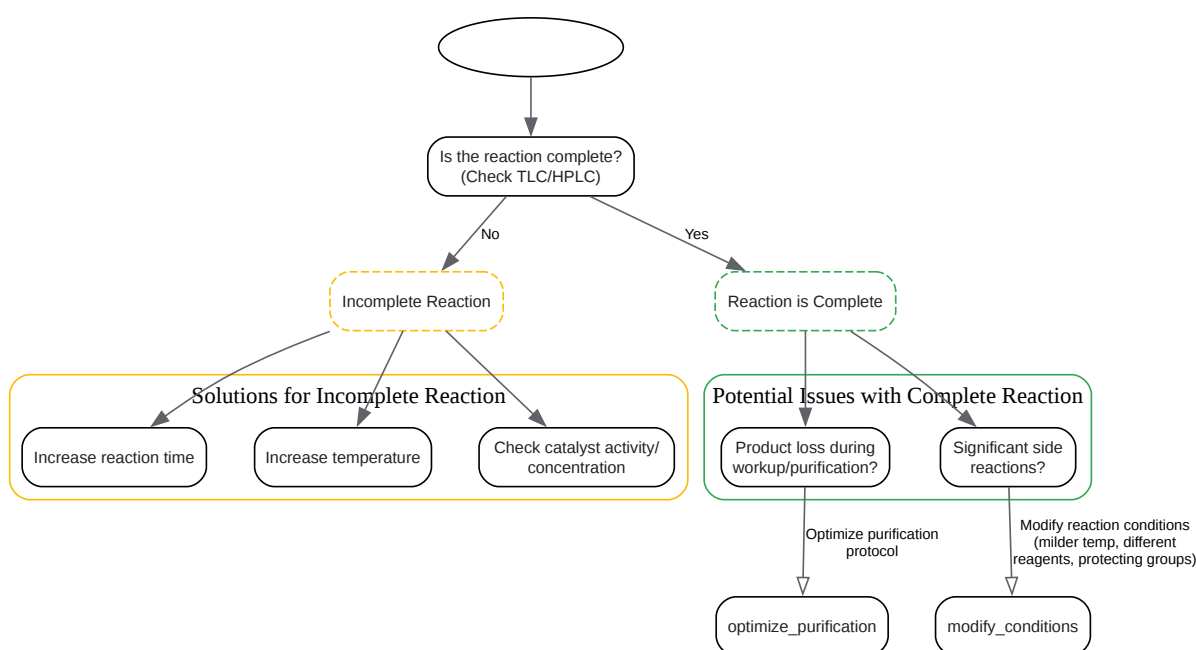 Is the reaction complete?
(Check TLC/HPLC)
No
Yes
Incomplete Reaction
Reaction is Complete
Solutions for Incomplete Reaction
Potential Issues with Complete Reaction
Increase reaction time
Increase temperature
Check catalyst activity/
concentration
Product loss during
workup/purification?
Significant side
reactions?
Optimize purification
protocol
Modify reaction conditions
(milder temp, different
reagents, protecting groups)
optimize_purification
modify_conditions